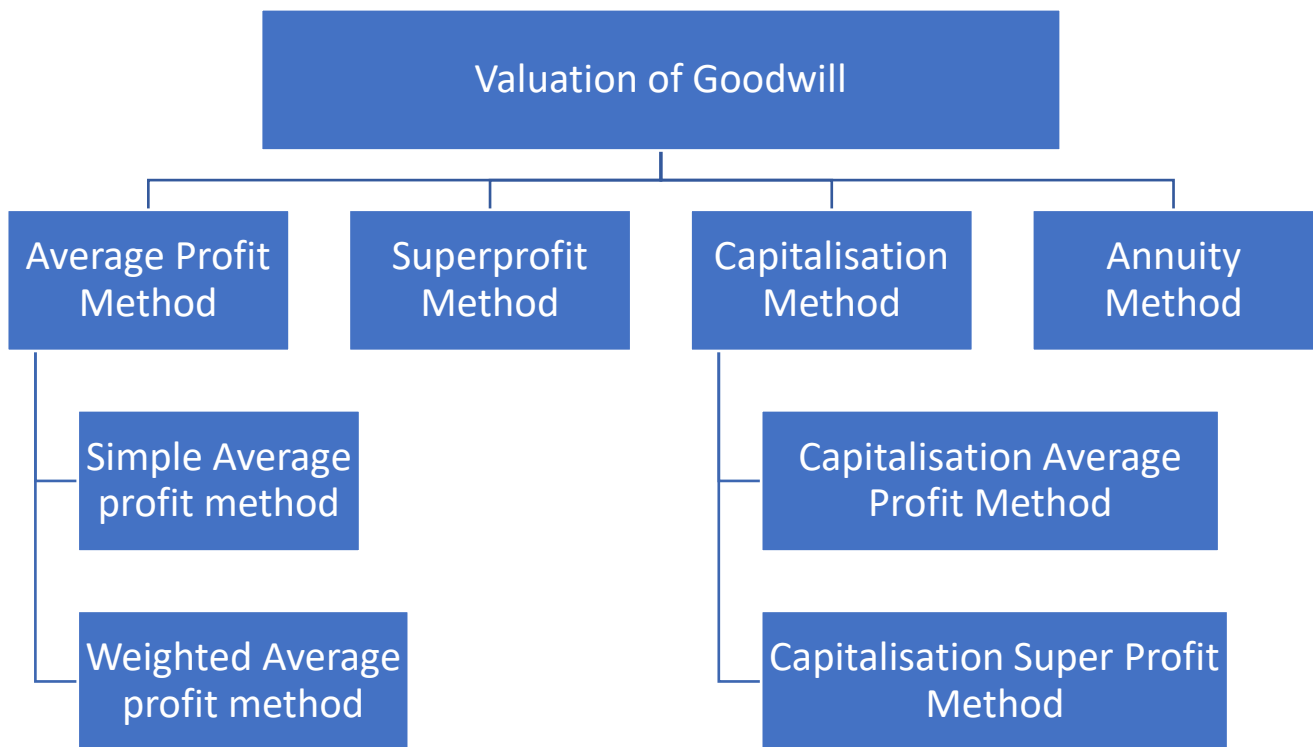 Valuation of Goodwill
Average Profit
Method
Superprofit
Method
Capitalisation
Method
Annuity
Method
Simple Average
profit method
Capitalisation Average
Profit Method
Weighted Average
profit method
Capitalisation Super Profit
Method